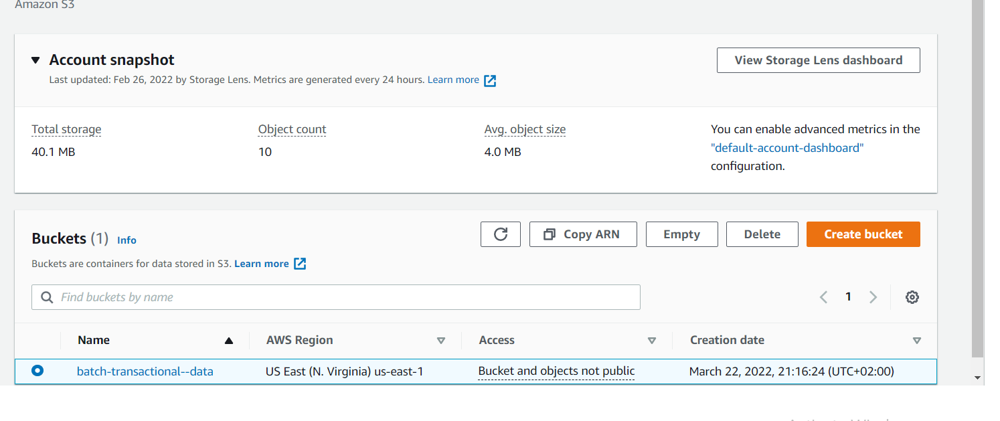 Amazon S3
Account snapshot
View Storage Lens dashboard
Last updated: Feb 26, 2022 by Storage Lens. Metrics are generated every 24 hours. Learn more
Total storage
40.1 MB
Object count
10
Avg. object size
4.0 MB
You can enable advanced metrics in the
"default-account-dashboard"
configuration.
Buckets (1) Info
Copy ARN
Empty
Delete
Create bucket
Buckets are containers for data stored in S3. Learn more
Find buckets by name
1
Name AWS Region Access Creation date
batch-transactional--data US East (N. Virginia) us-east-1 Bucket and objects not public March 22, 2022, 21:16:24 (UTC+02:00)